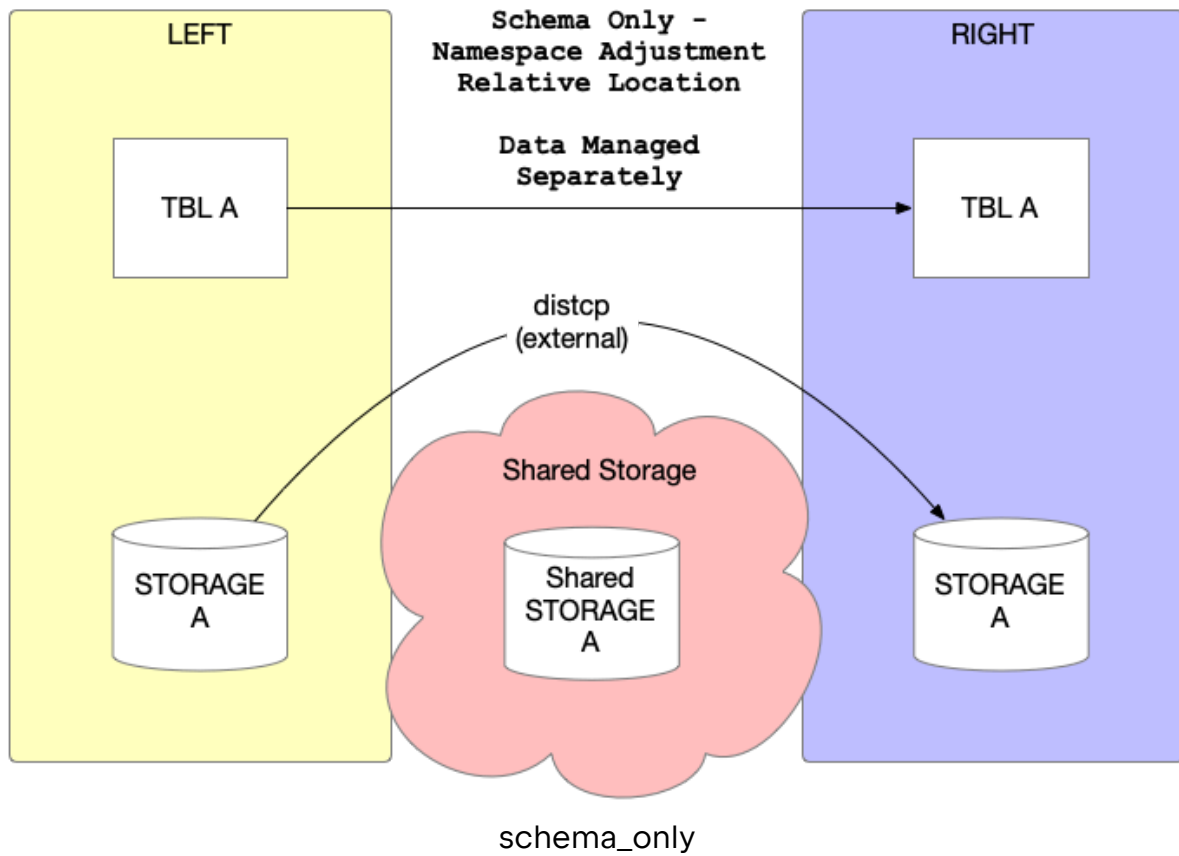 LEFT
Schema Only -
Namespace Adjustment
Relative Location
Data Managed
Separately
RIGHT
TBL A
TBL A
distcp
(external)
Shared Storage
STORAGE
A
Shared
STORAGE
A
STORAGE
A
schema_only